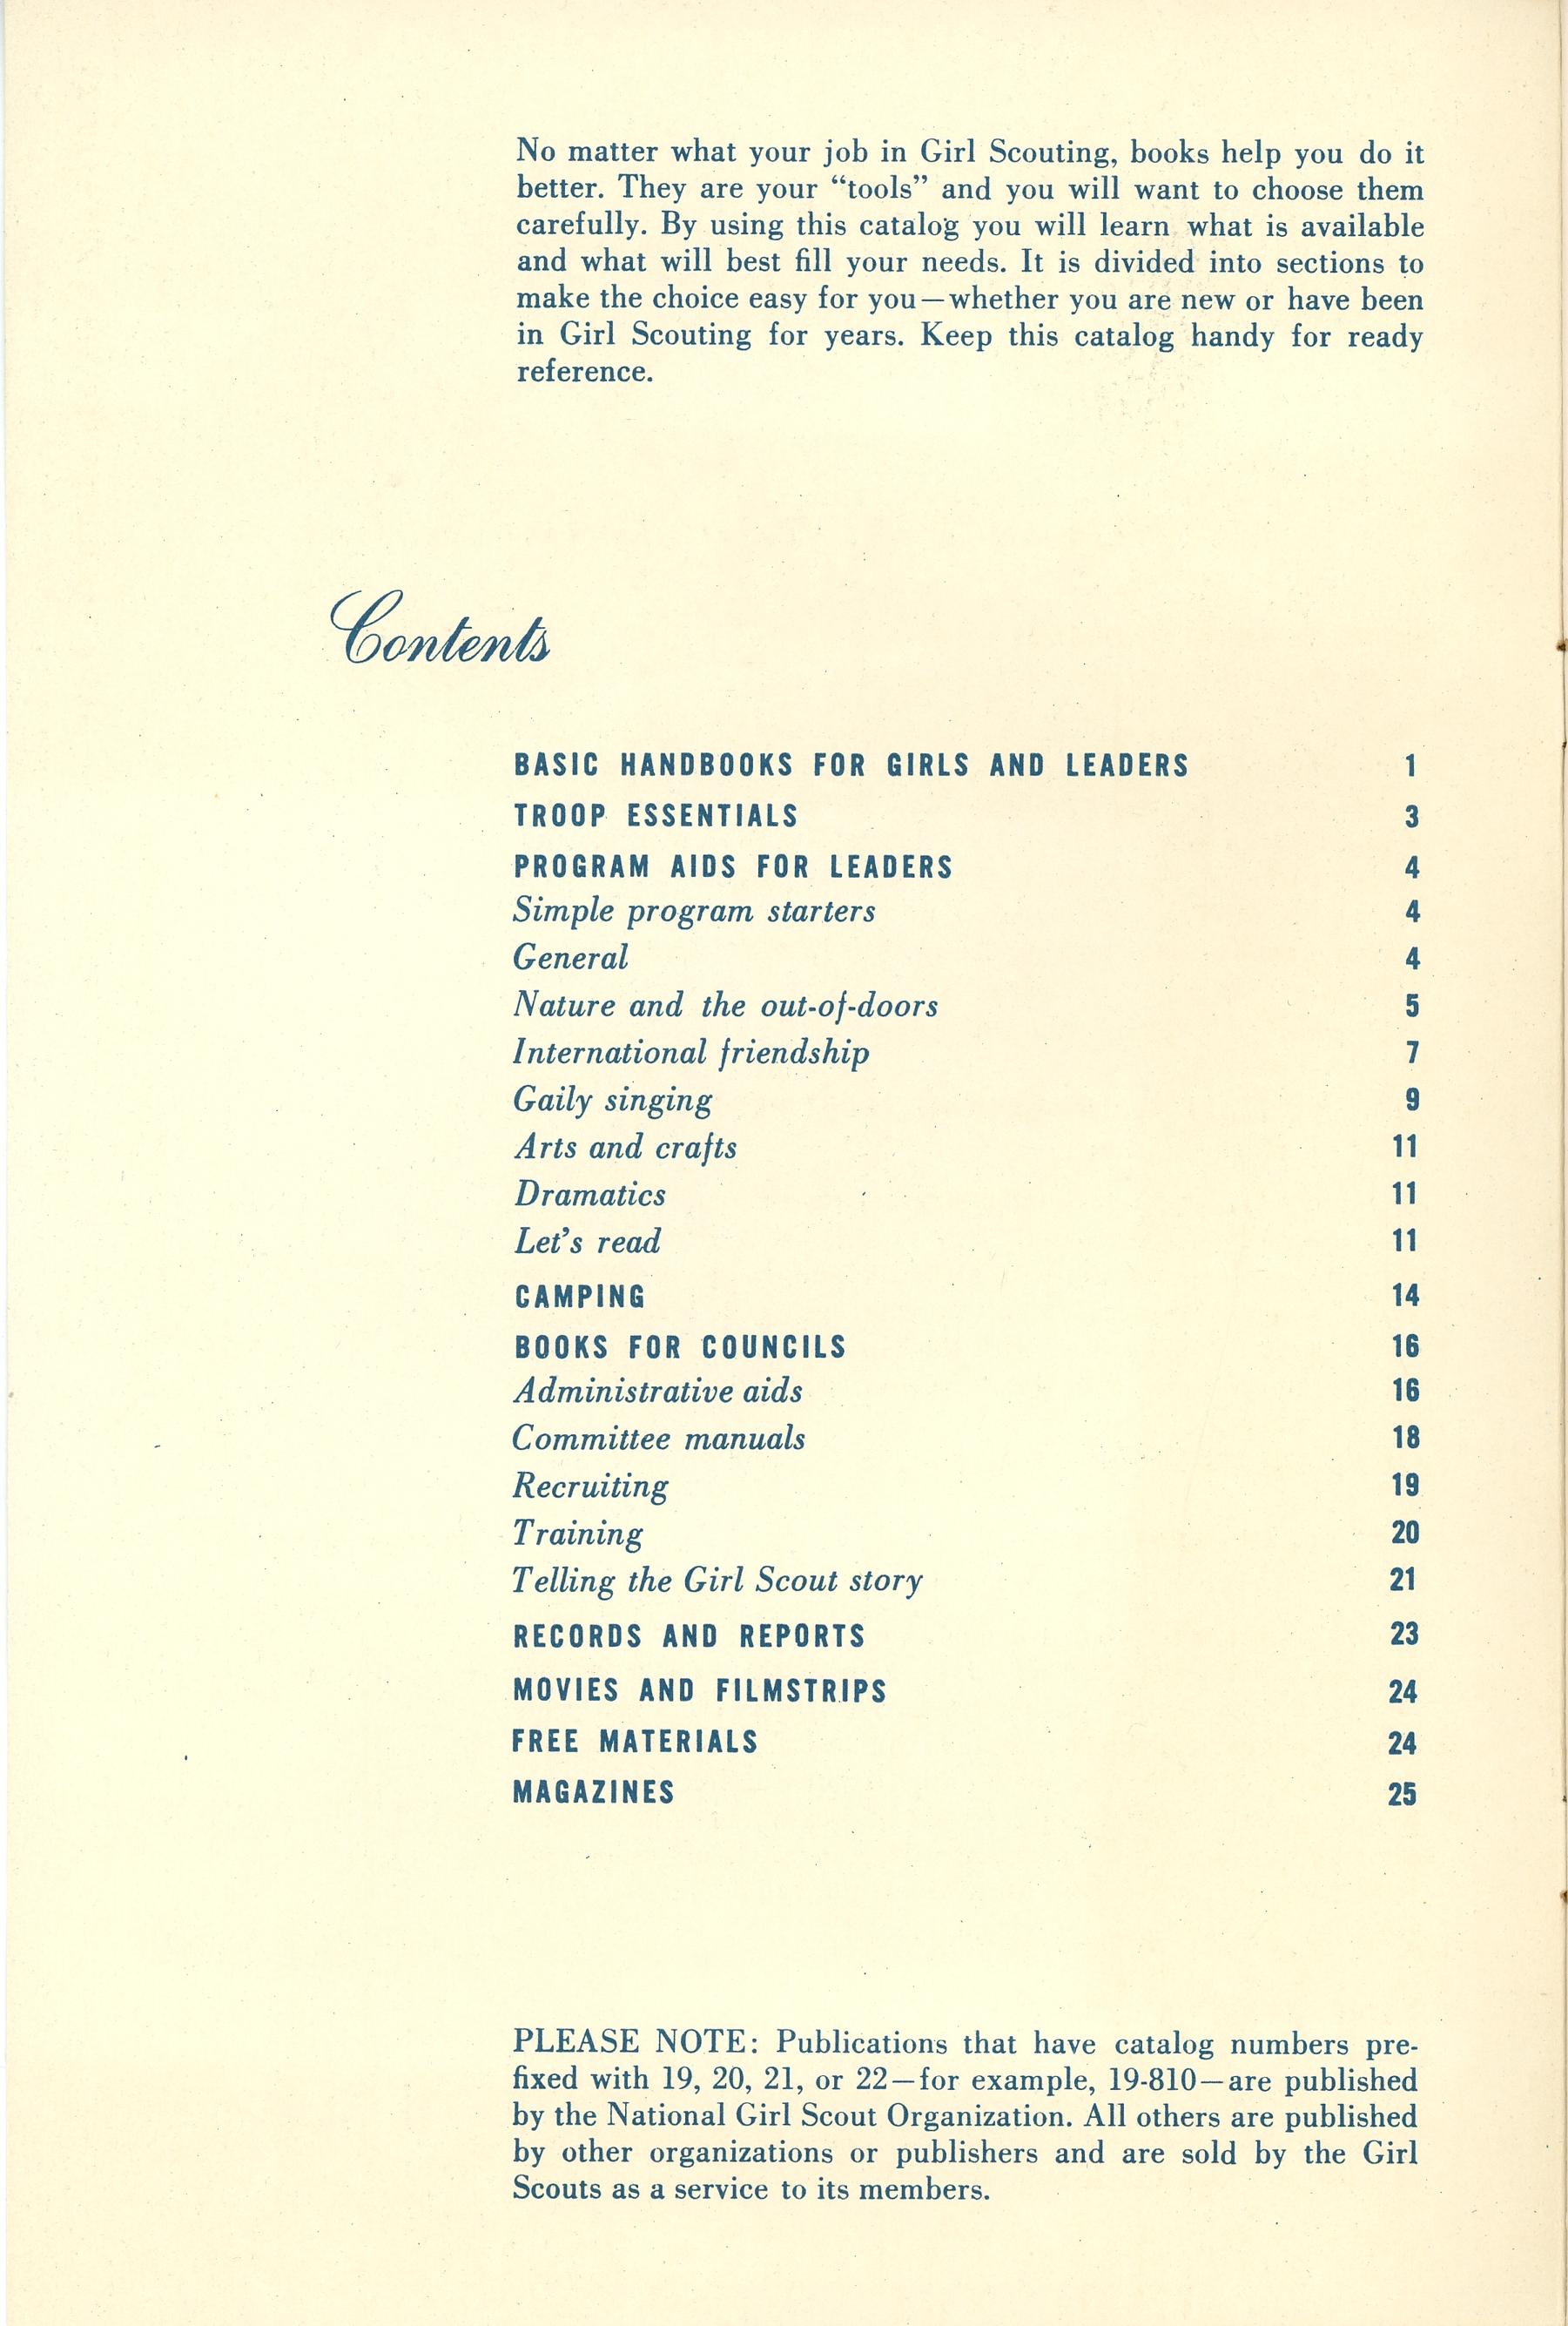 No matter what your job in Girl Scouting, books help you do it
better. They are your “tools” and you will want to choose them
carefully. By using this catalog you will learn what is available
and what will best fill your needs. It is divided into sections to
make the choice easy for you—whether you are new or have been
in Girl Scouting for years. Keep this catalog handy for ready
reference.
Contents
BASIC HANDBOOKS FOR GIRLS AND LEADERS 1
TROOP ESSENTIALS 3
PROGRAM AIDS FOR LEADERS 4
Simple program starters 4
General 4
Nature and the out-of-doors 5
International friendship 7
Gaily singing 9
Arts and crafts 11
Dramatics 11
Let’s read 11
CAMPING 14
BOOKS FOR COUNCILS 16
Administrative aids 16
Committee manuals 18
Recruiting 19
Training 20
Telling the Girl Scout story 21
RECORDS AND REPORTS 23
MOVIES AND FILMSTRIPS 24
FREE MATERIALS 24
MAGAZINES 25
PLEASE NOTE: Publications that have catalog numbers pre-
fixed with 19, 20, 21, or 22—for example, 19-810—are published
by the National Girl Scout Organization. All others are published
by other organizations or publishers and are sold by the Girl
Scouts as a service to its members.